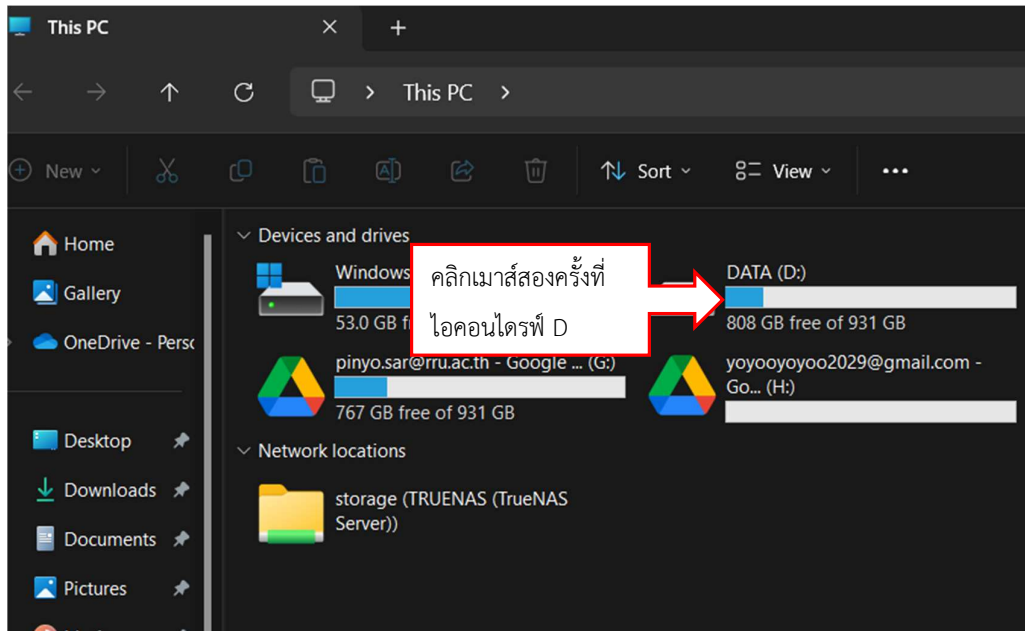 This PC
This PC
New
Sort
View
Home
Gallery
OneDrive - Perso
Desktop
Downloads
Documents
Pictures
Devices and drives
Windows
53.0 GB f
คลิกเมาส์สองครั้งที่
ไอคอนไดรฟ์ D
DATA (D:)
808 GB free of 931 GB
pinyo.sar@rru.ac.th - Google ... (G:)
767 GB free of 931 GB
yoyooyoyoo2029@gmail.com -
Go... (H:)
Network locations
storage (TRUENAS (TrueNAS
Server))